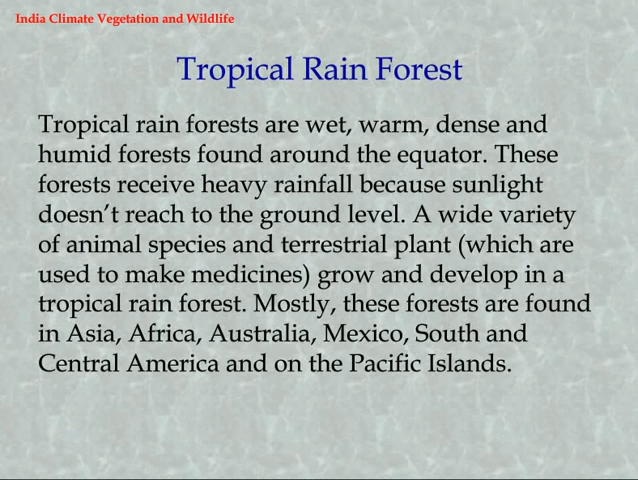 India Climate Vegetation and Wildlife
Tropical Rain Forest
Tropical rain forests are wet, warm, dense and
humid forests found around the equator. These
forests receive heavy rainfall because sunlight
doesn’t reach to the ground level. A wide variety
of animal species and terrestrial plant (which are
used to make medicines) grow and develop in a
tropical rain forest. Mostly, these forests are found
in Asia, Africa, Australia, Mexico, South and
Central America and on the Pacific Islands.